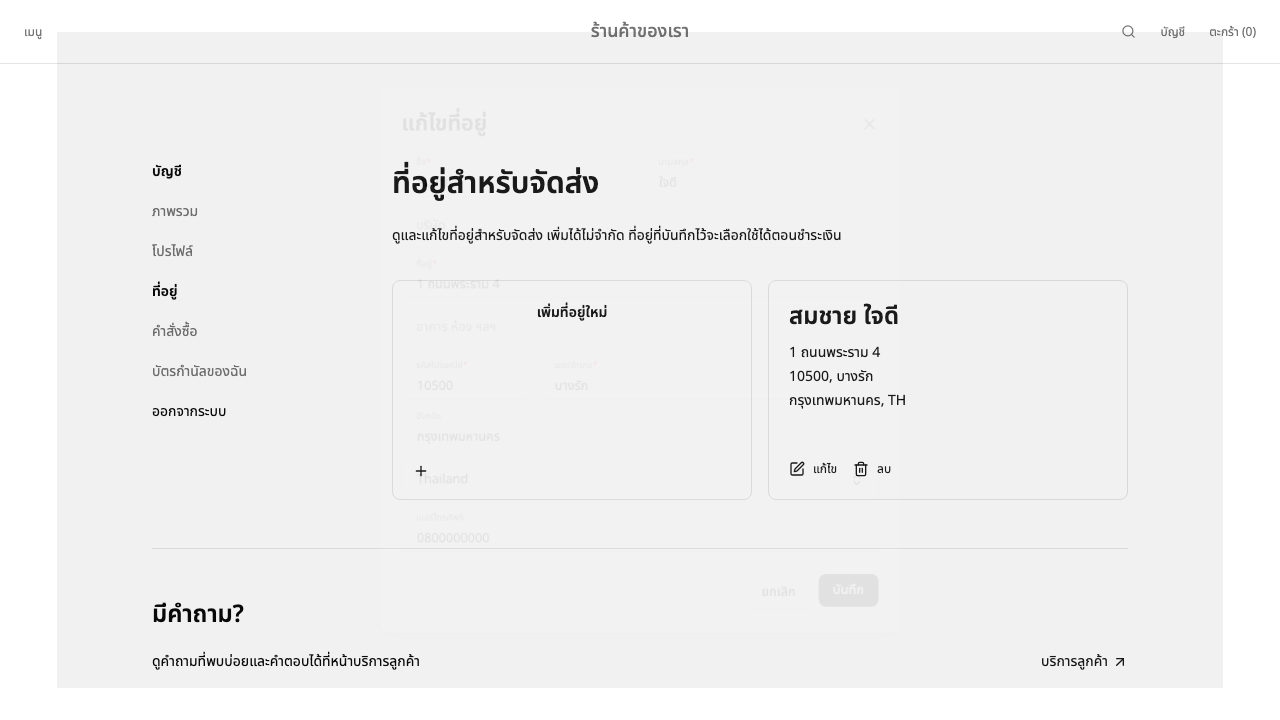 เมนู
ร้านค้าของเรา
บัญชี
ตะกร้า (0)
แก้ไขที่อยู่
บัญชี
ภาพรวม
โปรไฟล์
ที่อยู่
คำสั่งซื้อ
บัตรกำนัลของฉัน
ออกจากระบบ
ที่อยู่สำหรับจัดส่ง
ใจดี
ดูและแก้ไขที่อยู่สำหรับจัดส่ง เพิ่มได้ไม่จำกัด ที่อยู่ที่บันทึกไว้จะเลือกใช้ได้ตอนชำระเงิน
1 ถนนพระราม 4
เพิ่มที่อยู่ใหม่
10500
บางรัก
กรุงเทพมหานคร
Thailand
0800000000
สมชาย ใจดี
1 ถนนพระราม 4
10500, บางรัก
กรุงเทพมหานคร, TH
แก้ไข
ลบ
ยกเลิก
บันทึก
มีคำถาม?
ดูคำถามที่พบบ่อยและคำตอบได้ที่หน้าบริการลูกค้า
บริการลูกค้า